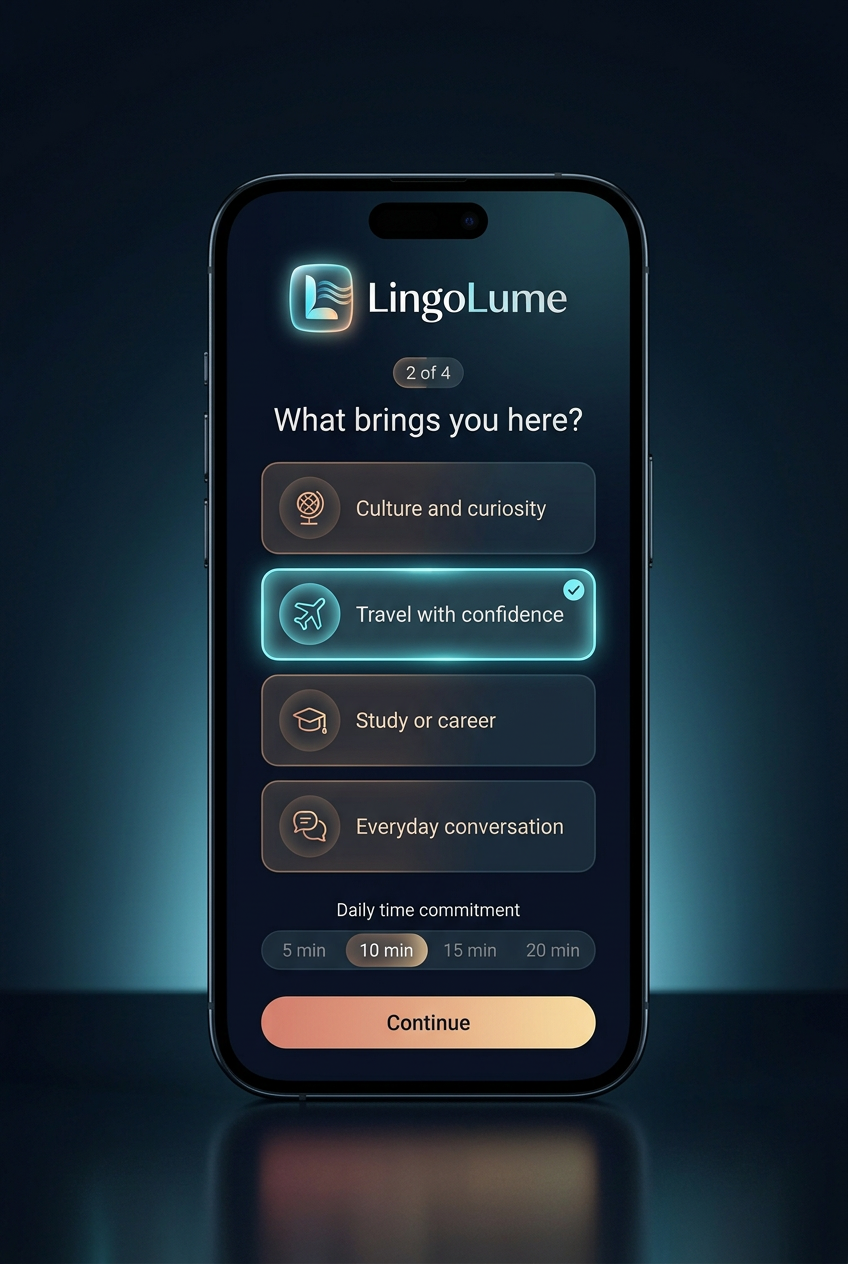 LingoLume
2 of 4
What brings you here?
Culture and curiosity
Travel with confidence
Study or career
Everyday conversation
Daily time commitment
5 min 10 min 15 min 20 min
Continue